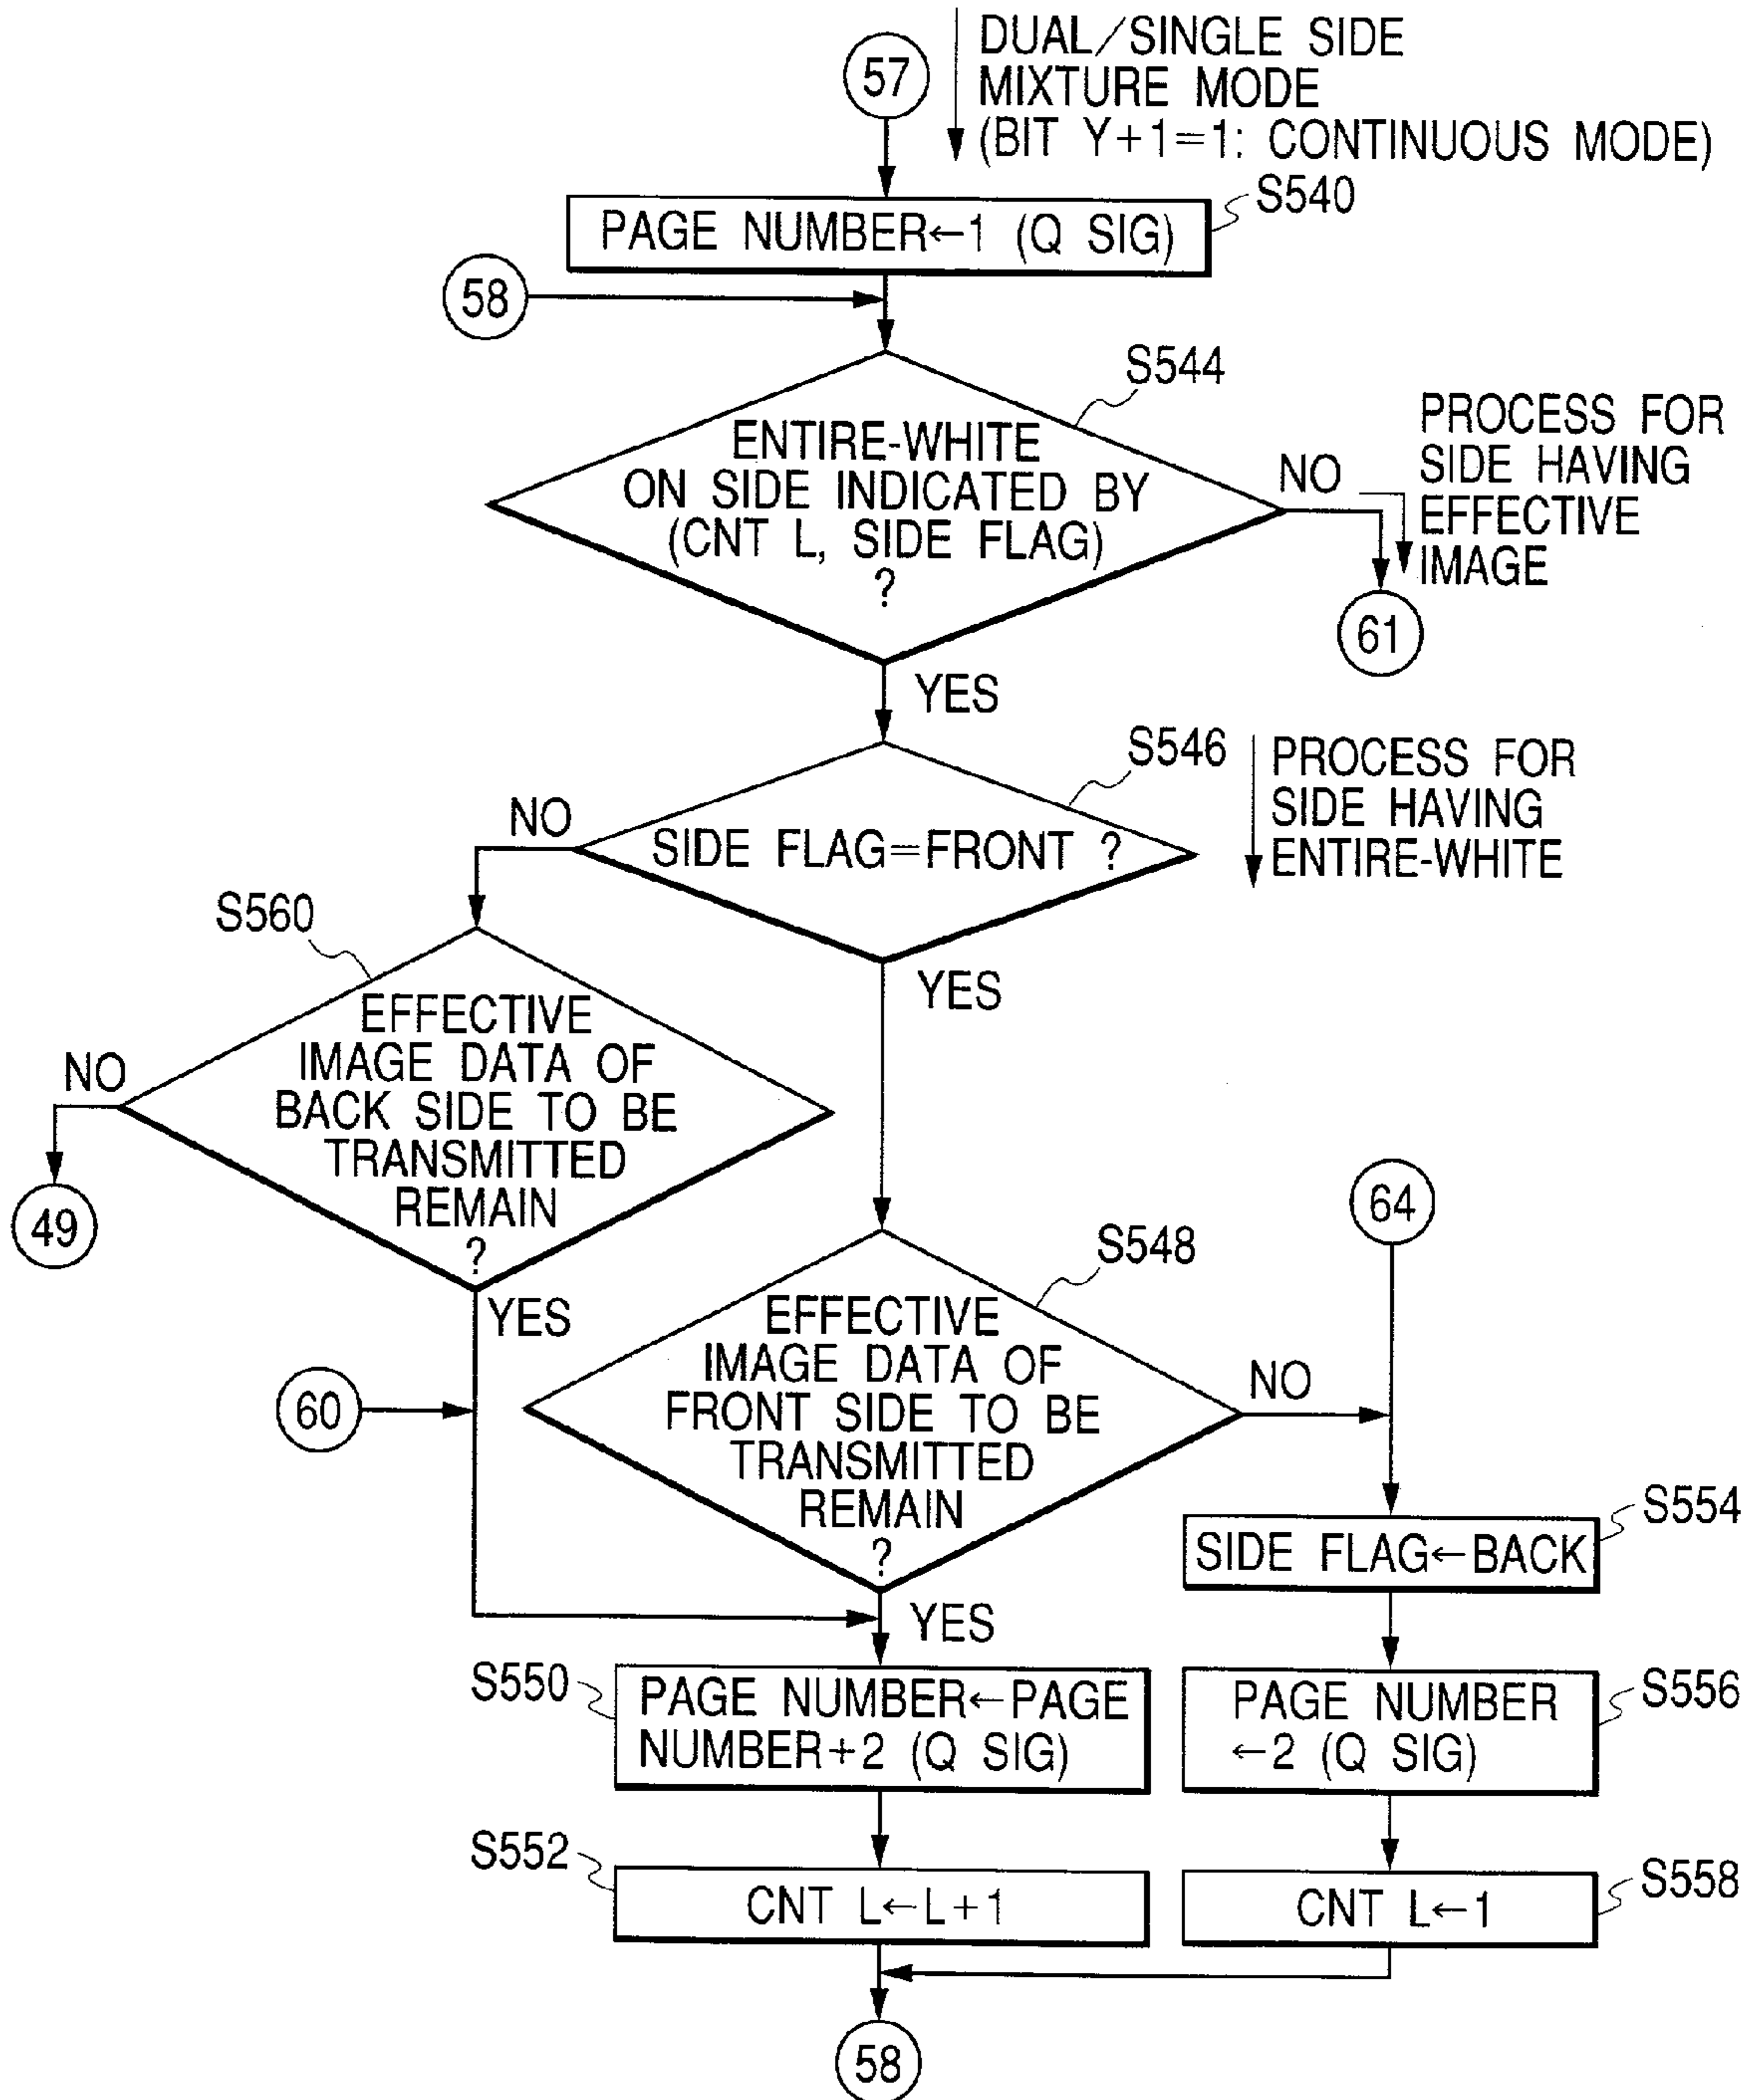 57
DUAL/SINGLE SIDE
MIXTURE MODE
(BIT Y+1=1: CONTINUOUS MODE)
S540
PAGE NUMBER←1 (Q SIG)
58
S544
ENTIRE-WHITE
ON SIDE INDICATED BY
(CNT L, SIDE FLAG)
?
NO
PROCESS FOR
SIDE HAVING
EFFECTIVE
IMAGE
61
YES
S546
SIDE FLAG=FRONT ?
PROCESS FOR
SIDE HAVING
ENTIRE-WHITE
NO
YES
S560
EFFECTIVE
IMAGE DATA OF
BACK SIDE TO BE
TRANSMITTED
REMAIN
?
NO
49
YES
60
S548
EFFECTIVE
IMAGE DATA OF
FRONT SIDE TO BE
TRANSMITTED
REMAIN
?
NO
64
YES
S554
SIDE FLAG←BACK
S550
PAGE NUMBER←PAGE
NUMBER+2 (Q SIG)
S556
PAGE NUMBER
←2 (Q SIG)
S552
CNT L←L+1
S558
CNT L←1
58